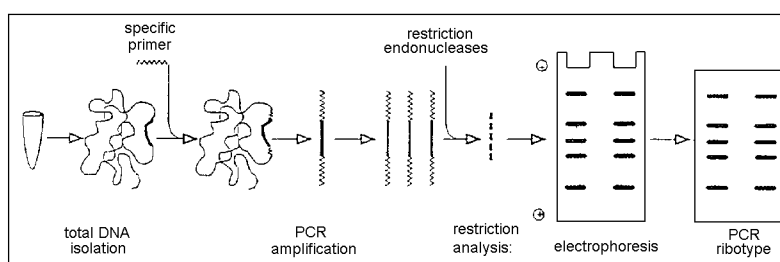 specific
primer
restriction
endonucleases
total DNA
isolation
PCR
amplification
restriction
analysis:
electrophoresis
PCR
ribotype